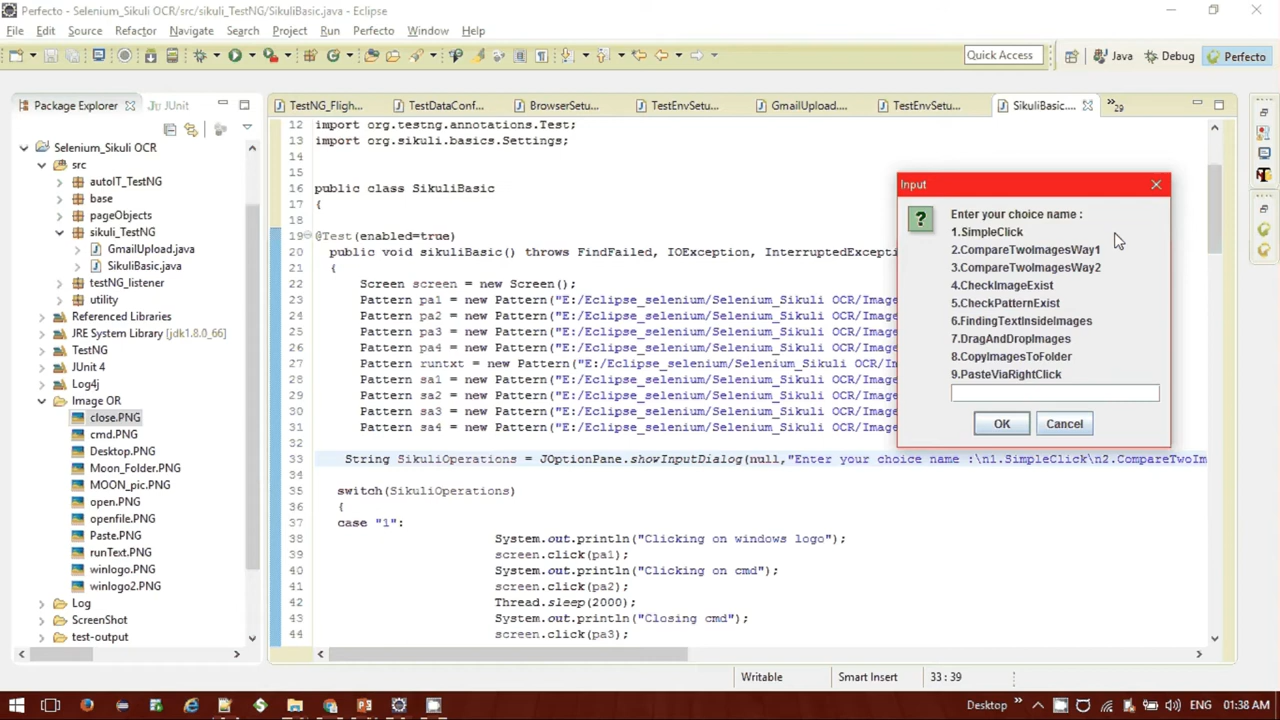 Perfecto - Selenium_Sikuli OCR/src/sikuli_TestNG/SikuliBasic.java - Eclipse
File Edit Source Refactor Navigate Search Project Run Perfecto Window Help
Quick Access Java Debug Perfecto
Package Explorer JUnit
TestNG_Fligh... TestDataConf... BrowserSetu... TestEnvSetu... GmailUpload.... TestEnvSetu... SikuliBasic.... »29
Selenium_Sikuli OCR
src
autoIT_TestNG
base
pageObjects
sikuli_TestNG
GmailUpload.java
SikuliBasic.java
testNG_listener
utility
Referenced Libraries
JRE System Library [jdk1.8.0_66]
TestNG
JUnit 4
Log4j
Image OR
close.PNG
cmd.PNG
Desktop.PNG
Moon_Folder.PNG
MOON_pic.PNG
open.PNG
openfile.PNG
Paste.PNG
runText.PNG
winlogo.PNG
winlogo2.PNG
Log
ScreenShot
test-output
12 import org.testng.annotations.Test;
13 import org.sikuli.basics.Settings;
14
15
16 public class SikuliBasic
17 {
18
19 @Test(enabled=true)
20 public void sikuliBasic() throws FindFailed, IOException, InterruptedExcepti
21 {
22 Screen screen = new Screen();
23 Pattern pa1 = new Pattern("E:/Eclipse_selenium/Selenium_Sikuli OCR/Imag
24 Pattern pa2 = new Pattern("E:/Eclipse_selenium/Selenium_Sikuli OCR/Imag
25 Pattern pa3 = new Pattern("E:/Eclipse_selenium/Selenium_Sikuli OCR/Imag
26 Pattern pa4 = new Pattern("E:/Eclipse_selenium/Selenium_Sikuli OCR/Imag
27 Pattern runtxt = new Pattern("E:/Eclipse_selenium/Selenium_Sikuli OCR/I
28 Pattern sa1 = new Pattern("E:/Eclipse_selenium/Selenium_Sikuli OCR/Imag
29 Pattern sa2 = new Pattern("E:/Eclipse_selenium/Selenium_Sikuli OCR/Imag
30 Pattern sa3 = new Pattern("E:/Eclipse_selenium/Selenium_Sikuli OCR/Imag
31 Pattern sa4 = new Pattern("E:/Eclipse_selenium/Selenium_Sikuli OCR/Imag
32
33 String SikuliOperations = JOptionPane.showInputDialog(null,"Enter your choice name :\n1.SimpleClick\n2.CompareTwoIm
35 switch(SikuliOperations)
36 {
37 case "1":
38 System.out.println("Clicking on windows logo");
39 screen.click(pa1);
40 System.out.println("Clicking on cmd");
41 screen.click(pa2);
42 Thread.sleep(2000);
43 System.out.println("Closing cmd");
44 screen.click(pa3);
Input
Enter your choice name :
1.SimpleClick
2.CompareTwoImagesWay1
3.CompareTwoImagesWay2
4.CheckImageExist
5.CheckPatternExist
6.FindingTextInsideImages
7.DragAndDropImages
8.CopyImagesToFolder
9.PasteViaRightClick
OK Cancel
Writable Smart Insert 33 : 39
Desktop » ENG 01:38 AM